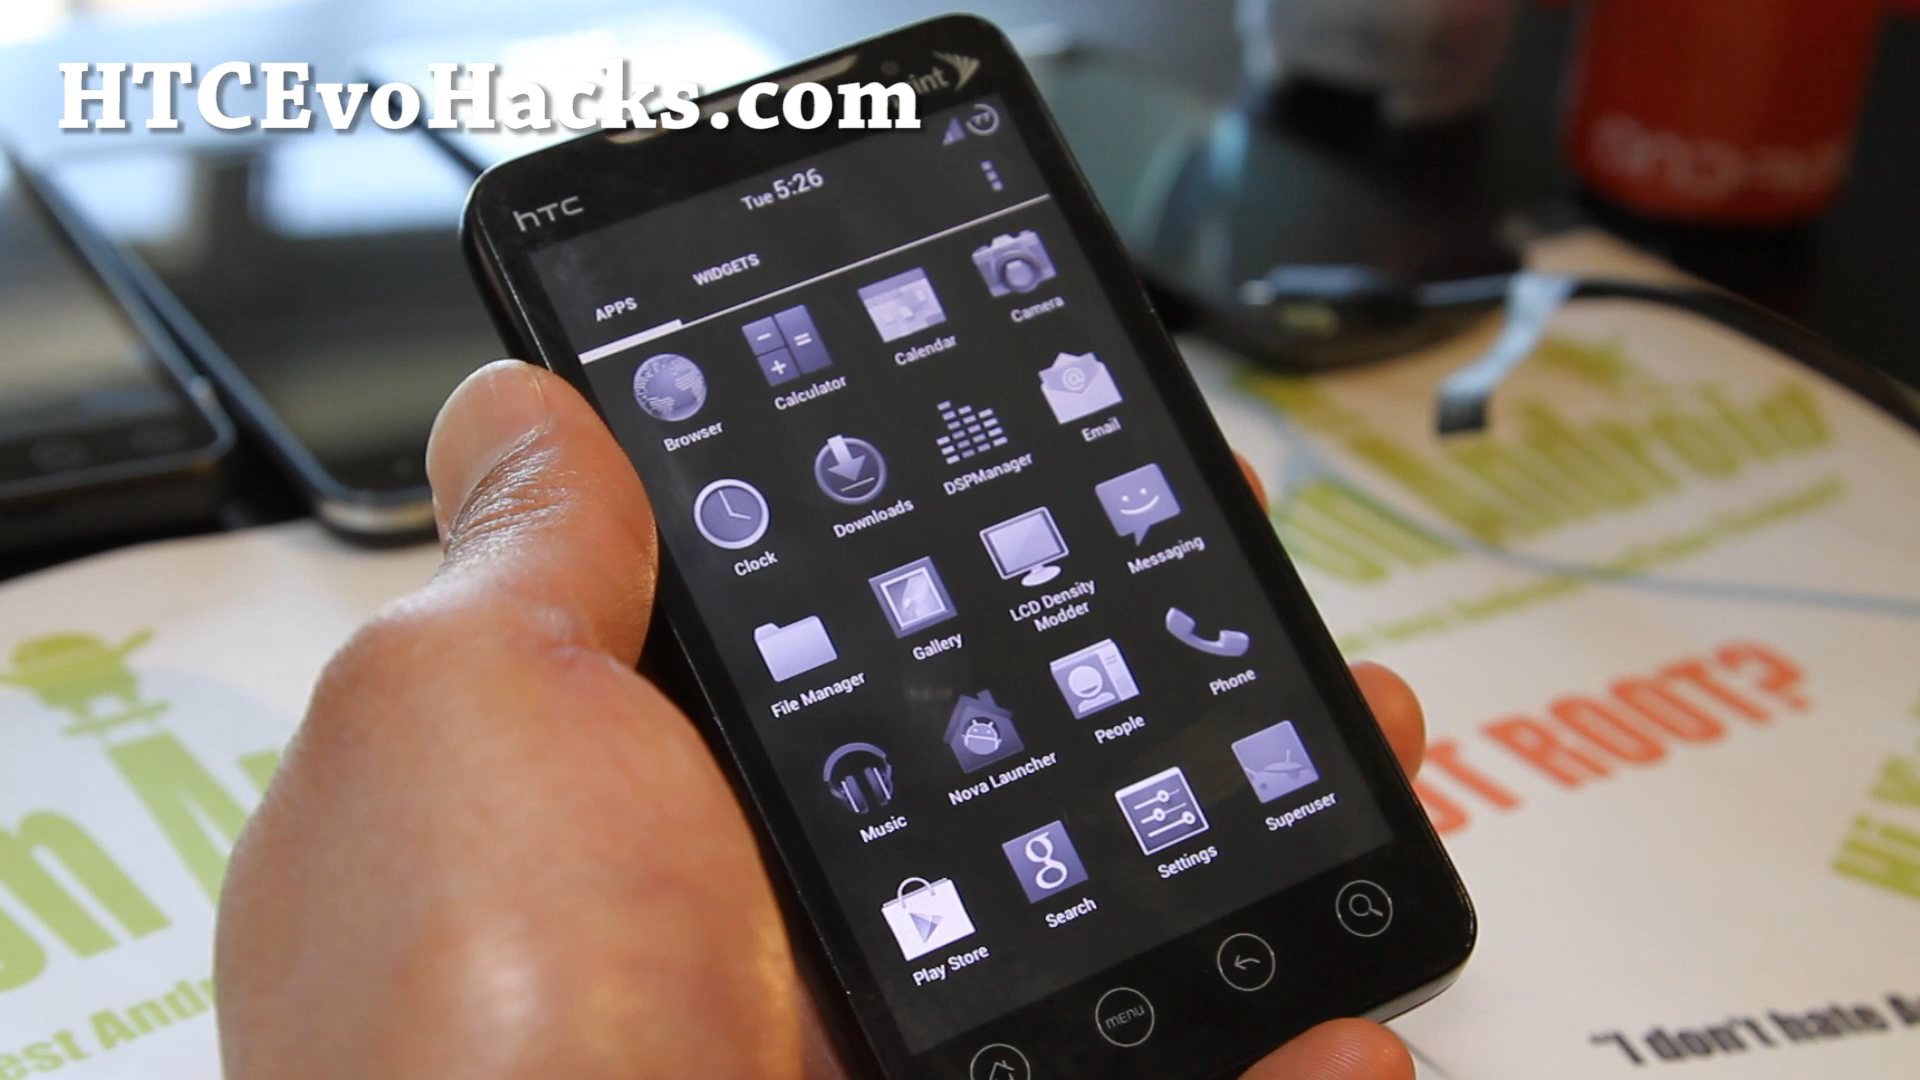 HTCEvoHacks.com
hTC
Tue 5:26
APPS
WIDGETS
Browser
Calculator
Calendar
Camera
Clock
Downloads
DSPManager
Email
File Manager
Gallery
LCD Density
Modder
Messaging
Music
Nova Launcher
People
Phone
Play Store
Search
Settings
Superuser
MENU
ROOT?
"I don't hate